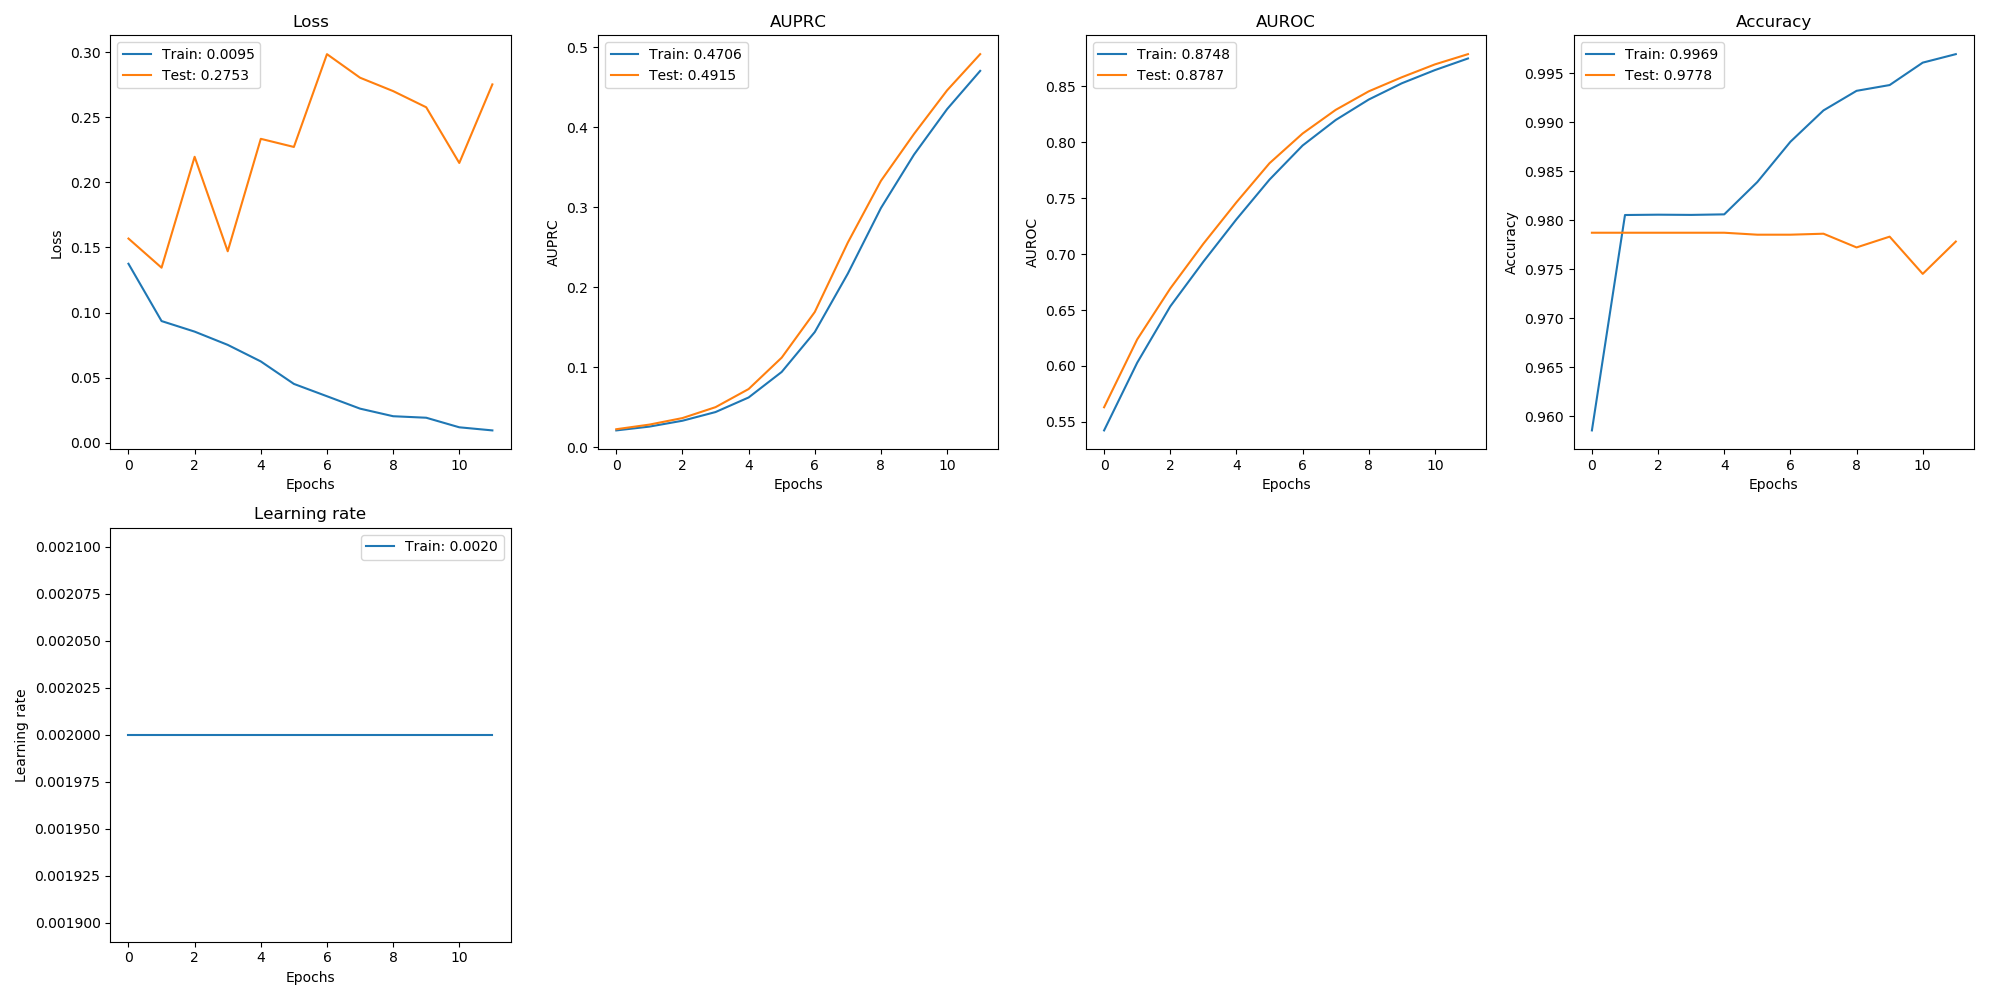 Loss
Train: 0.0095
Test: 0.2753
0.30
0.25
0.20
0.15
0.10
0.05
0.00
Loss
0 2 4 6 8 10
Epochs
AUPRC
Train: 0.4706
Test: 0.4915
0.5
0.4
0.3
0.2
0.1
0.0
AUPRC
0 2 4 6 8 10
Epochs
AUROC
Train: 0.8748
Test: 0.8787
0.85
0.80
0.75
0.70
0.65
0.60
0.55
AUROC
0 2 4 6 8 10
Epochs
Accuracy
Train: 0.9969
Test: 0.9778
0.995
0.990
0.985
0.980
0.975
0.970
0.965
0.960
Accuracy
0 2 4 6 8 10
Epochs
Learning rate
Train: 0.0020
0.002100
0.002075
0.002050
0.002025
0.002000
0.001975
0.001950
0.001925
0.001900
Learning rate
0 2 4 6 8 10
Epochs